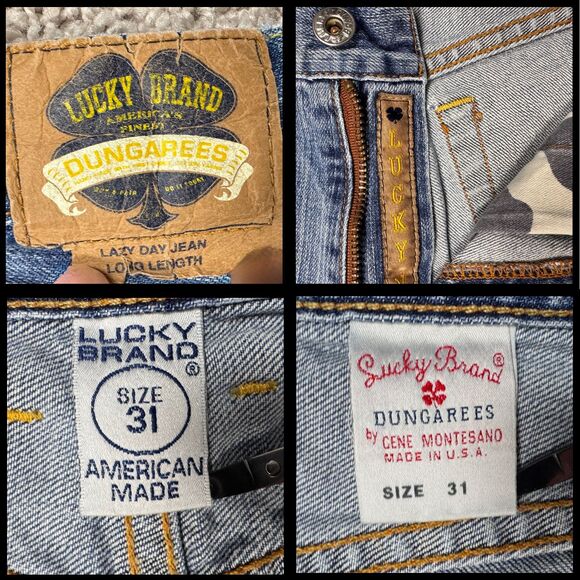 LUCKY BRAND
AMERICA'S
FINEST
DUNGAREES
LAZY DAY JEAN
LONG LENGTH
LUCKY
LUCKY
BRAND®
SIZE
31
AMERICAN
MADE
Lucky Brand®
DUNGAREES
by GENE MONTESANO
MADE IN U.S.A.
SIZE 31